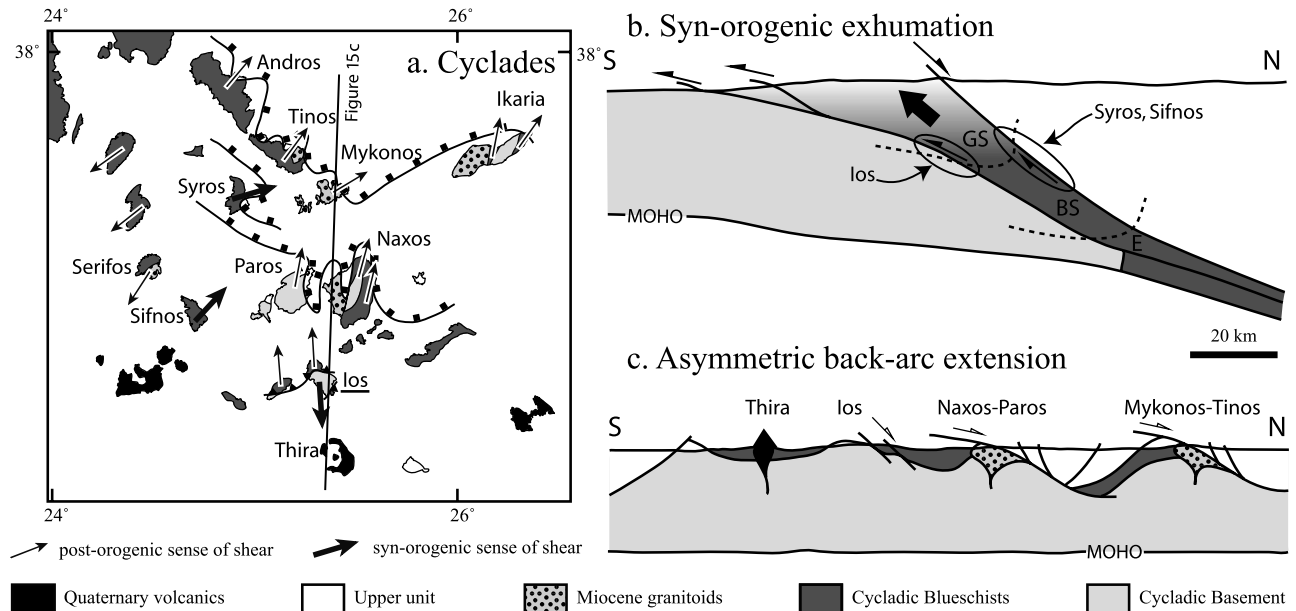 24°
26°
38°
38°
a. Cyclades
Figure 15c
Andros
Ikaria
Tinos
Mykonos
Syros
Naxos
Serifos
Paros
Sifnos
Ios
Thira
24°
26°
post-orogenic sense of shear
syn-orogenic sense of shear
b. Syn-orogenic exhumation
S
N
GS
Syros, Sifnos
Ios
BS
MOHO
E
20 km
c. Asymmetric back-arc extension
Thira
Ios
Naxos-Paros
Mykonos-Tinos
S
N
MOHO
Quaternary volcanics
Upper unit
Miocene granitoids
Cycladic Blueschists
Cycladic Basement